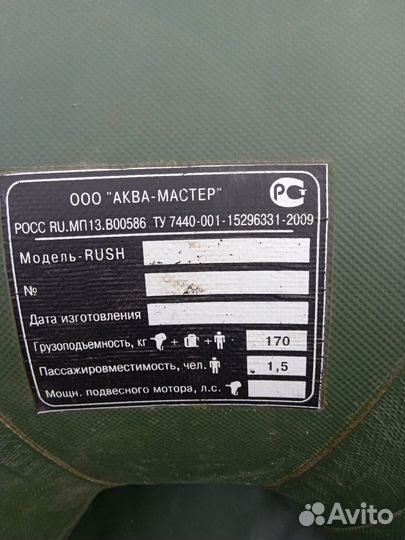 ООО "АКВА-МАСТЕР"
РОСС RU.МП13.В00586 ТУ 7440-001-15296331-2009
Модель-RUSH
№
Дата изготовления
Грузоподъемность, кг + + 170
Пассажировместимость, чел. 1,5
Мощн. подвесного мотора, л.с.
Avito